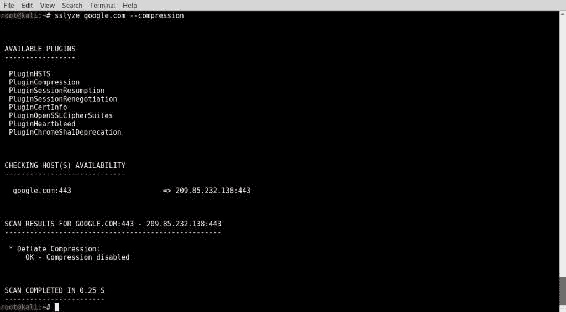 File Edit View Search Terminal Help
root@kali:~# sslyze google.com --compression
AVAILABLE PLUGINS
-----------------
PluginHSTS
PluginCompression
PluginSessionResumption
PluginSessionRenegotiation
PluginCertInfo
PluginOpenSSLCipherSuites
PluginHeartbleed
PluginChromeSha1Deprecation
CHECKING HOST(S) AVAILABILITY
-----------------------------
google.com:443 => 209.85.232.138:443
SCAN RESULTS FOR GOOGLE.COM:443 - 209.85.232.138:443
----------------------------------------------------
* Deflate Compression:
OK - Compression disabled
SCAN COMPLETED IN 0.25 S
------------------------
root@kali:~#